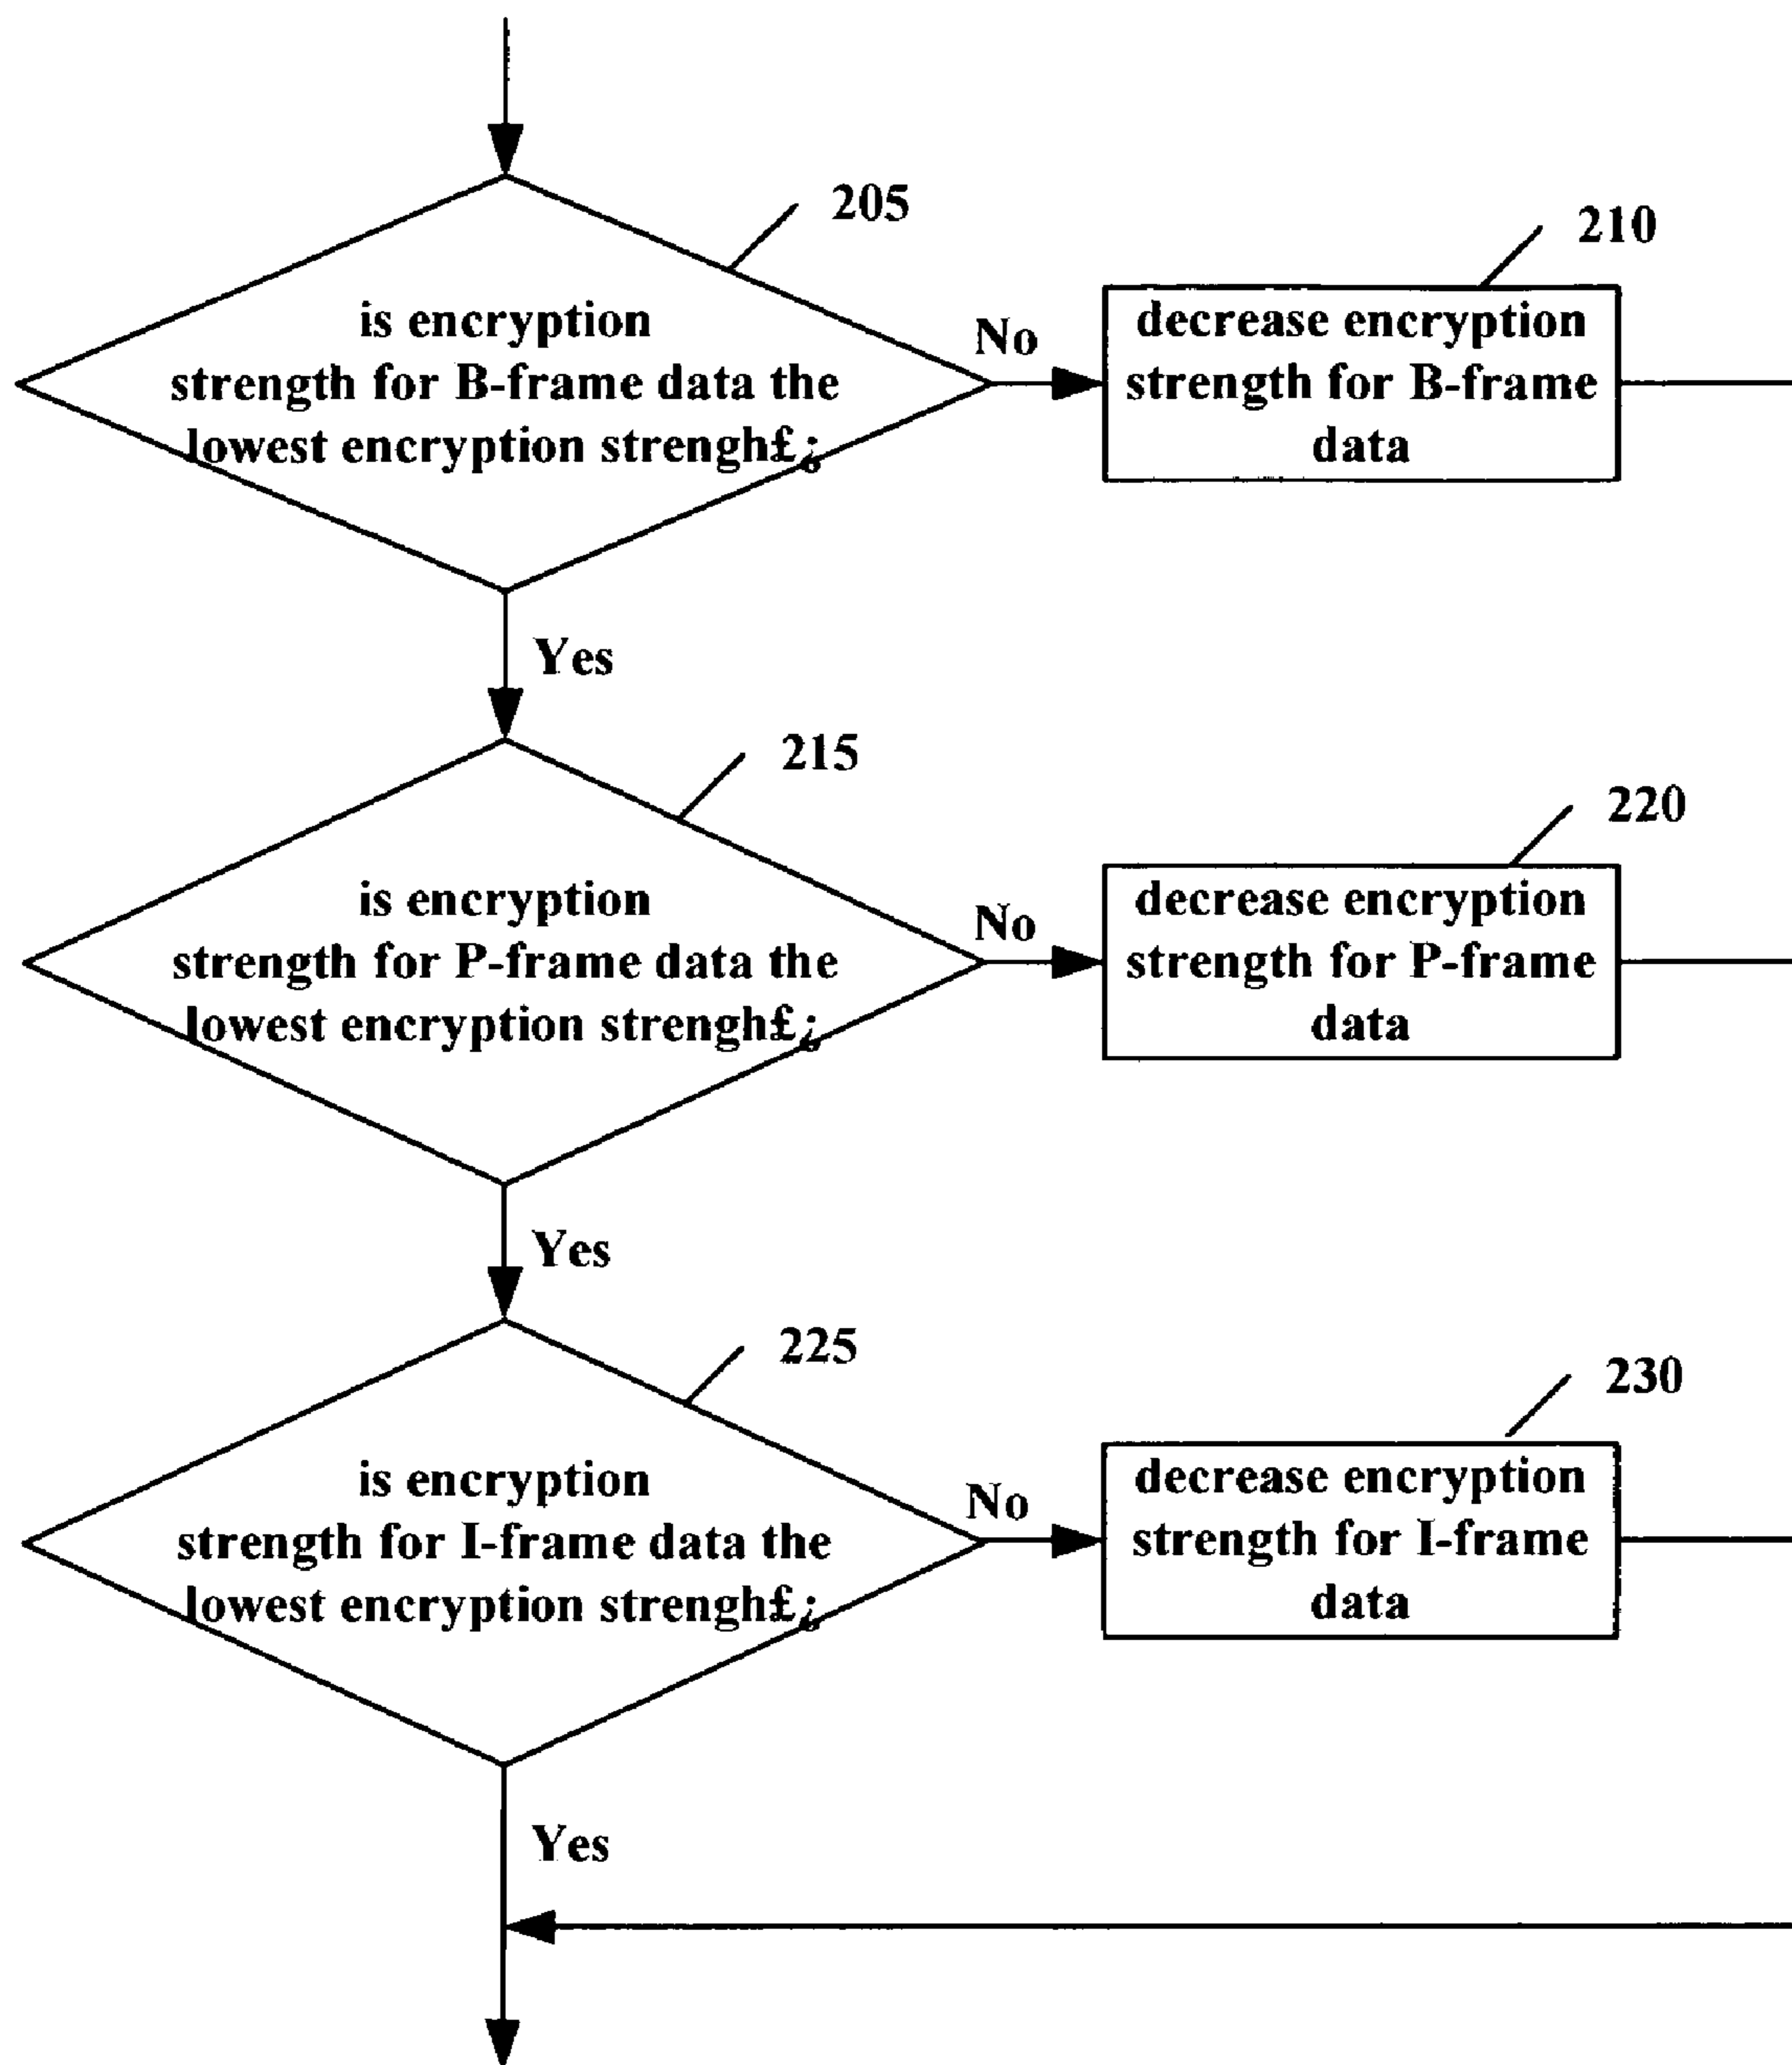 205
is encryption
strength for B-frame data the
lowest encryption strengh£¿
No
210
decrease encryption
strength for B-frame
data
Yes
215
is encryption
strength for P-frame data the
lowest encryption strengh£¿
No
220
decrease encryption
strength for P-frame
data
Yes
225
is encryption
strength for I-frame data the
lowest encryption strengh£¿
No
230
decrease encryption
strength for I-frame
data
Yes